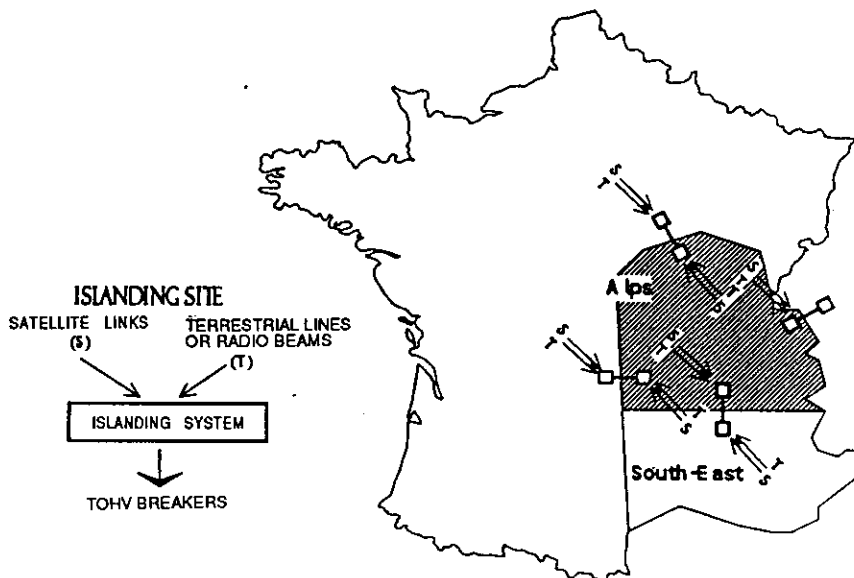 ISLANDING SITE
SATELLITE LINKS
(S)
TERRESTRIAL LINES
OR RADIO BEAMS
(T)
ISLANDING SYSTEM
TOHV BREAKERS
S
T
Alps
S
T
T
S
S
T
S
T
T
S
South-East
T
S